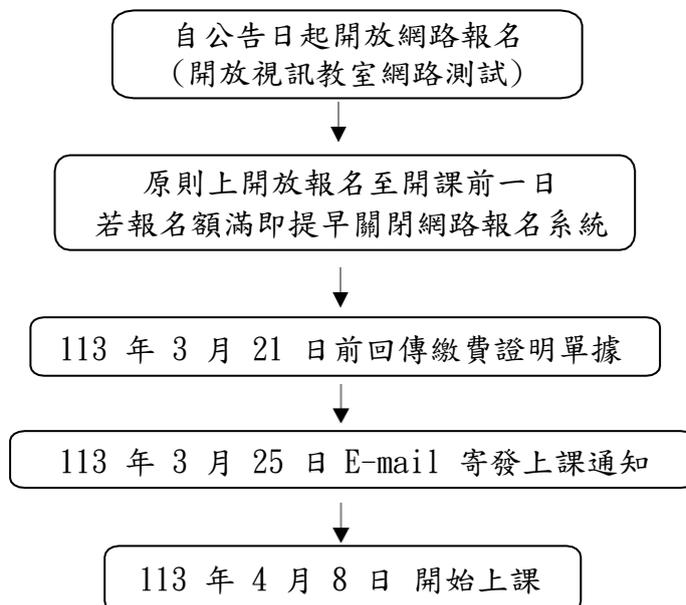 自公告日起開放網路報名
(開放視訊教室網路測試)
原則上開放報名至開課前一日
若報名額滿即提早關閉網路報名系統
113 年 3 月 21 日前回傳繳費證明單據
113 年 3 月 25 日 E-mail 寄發上課通知
113 年 4 月 8 日 開始上課